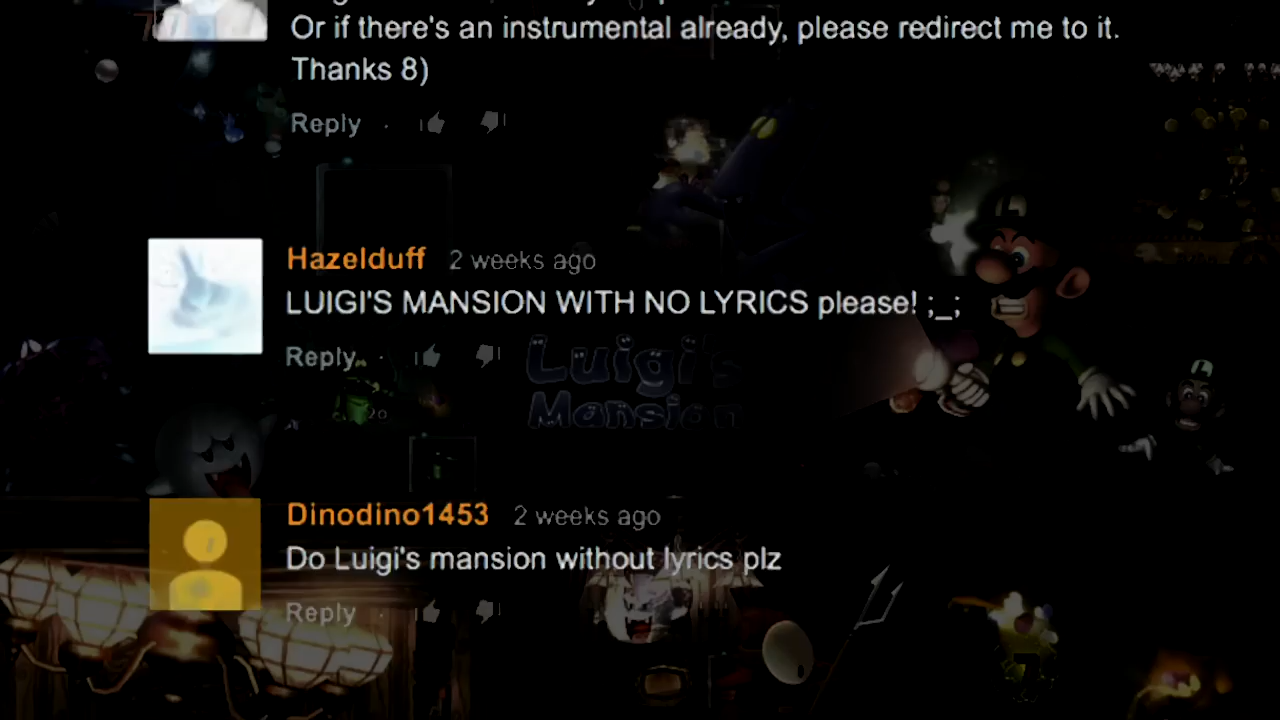 Or if there's an instrumental already, please redirect me to it.
Thanks 8)
Reply
Hazelduff 2 weeks ago
LUIGI'S MANSION WITH NO LYRICS please! ;_;
Reply
Luigi's
Mansion
Dinodino1453 2 weeks ago
Do Luigi's mansion without lyrics plz
Reply